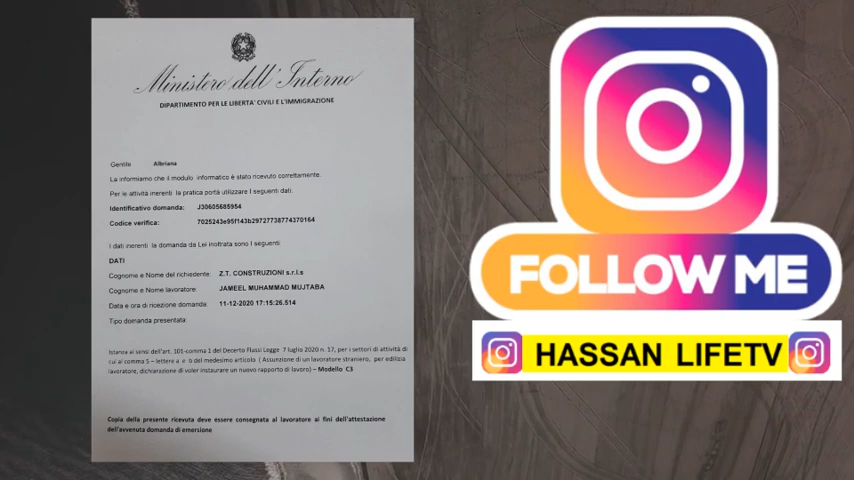 Ministero dell'Interno
DIPARTIMENTO PER LE LIBERTA' CIVILI E L'IMMIGRAZIONE
Gentile Albriana
La informiamo che il modulo informatico è stato ricevuto correttamente.
Per le attività inerenti la pratica portà utilizzare I seguenti dati.
Identificativo domanda: J30605685954
Codice verifica: 7025243e95f143b29727738774370164
I dati inerenti la domanda da Lei inoltrata sono I seguenti
DATI
Cognome e Nome del richiedente: Z.T. CONSTRUZIONI s.r.l.s
Cognome e Nome lavoratore: JAMEEL MUHAMMAD MUJTABA
Data e ora di ricezione domanda: 11-12-2020 17:15:26.514
Tipo domanda presentata:
Istanza ai sensi dell'art. 101-comma 1 del Decerto Flassi Legge 7 luglio 2020 n. 17, per i settori di attività di
cui al comma 5 – lettere a e b del medesimo articolo ( Assunzione di un lavoratore straniero, per edilizia
lavoratore, dichiarazione di voler instaurare un nuovo rapporto di lavoro) – Modello C3
Copia della presente ricevuta deve essere consegnata al lavoratore ai fini dell'attestazione
dell'avvenuta domanda di emersione
FOLLOW ME
HASSAN LIFETV